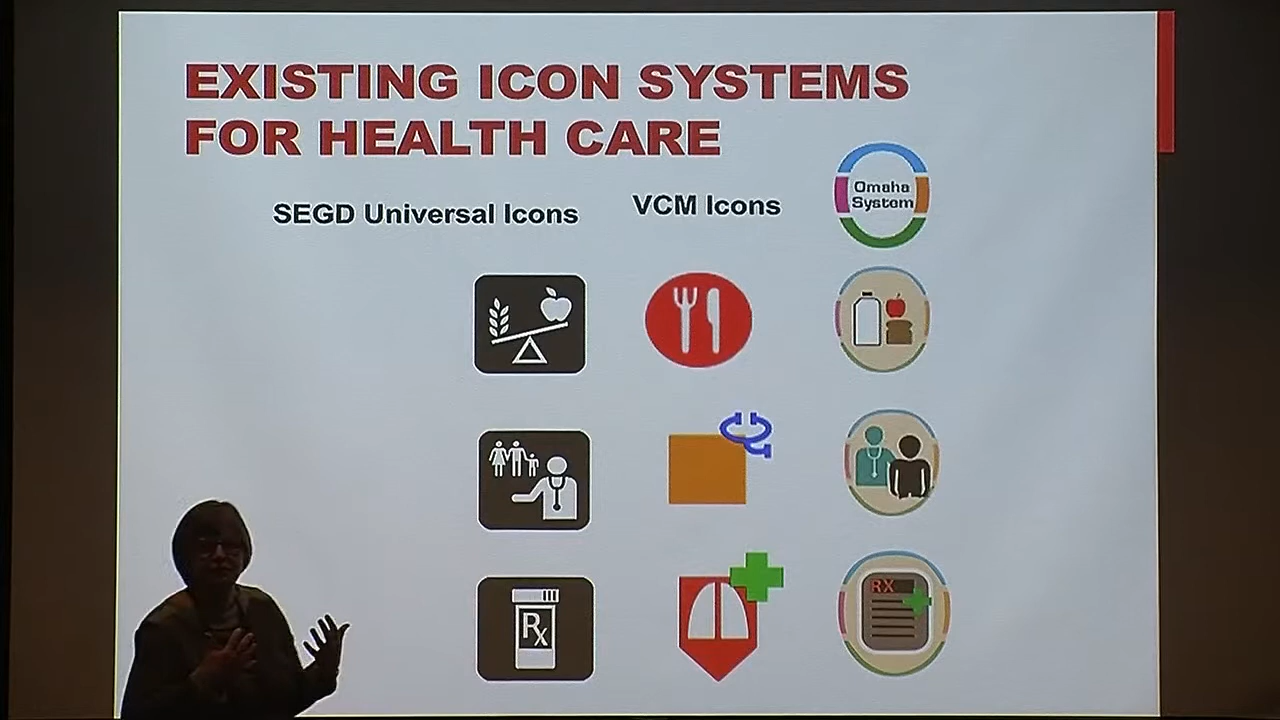 EXISTING ICON SYSTEMS
FOR HEALTH CARE
SEGD Universal Icons
VCM Icons
Omaha
System
Rx
RX